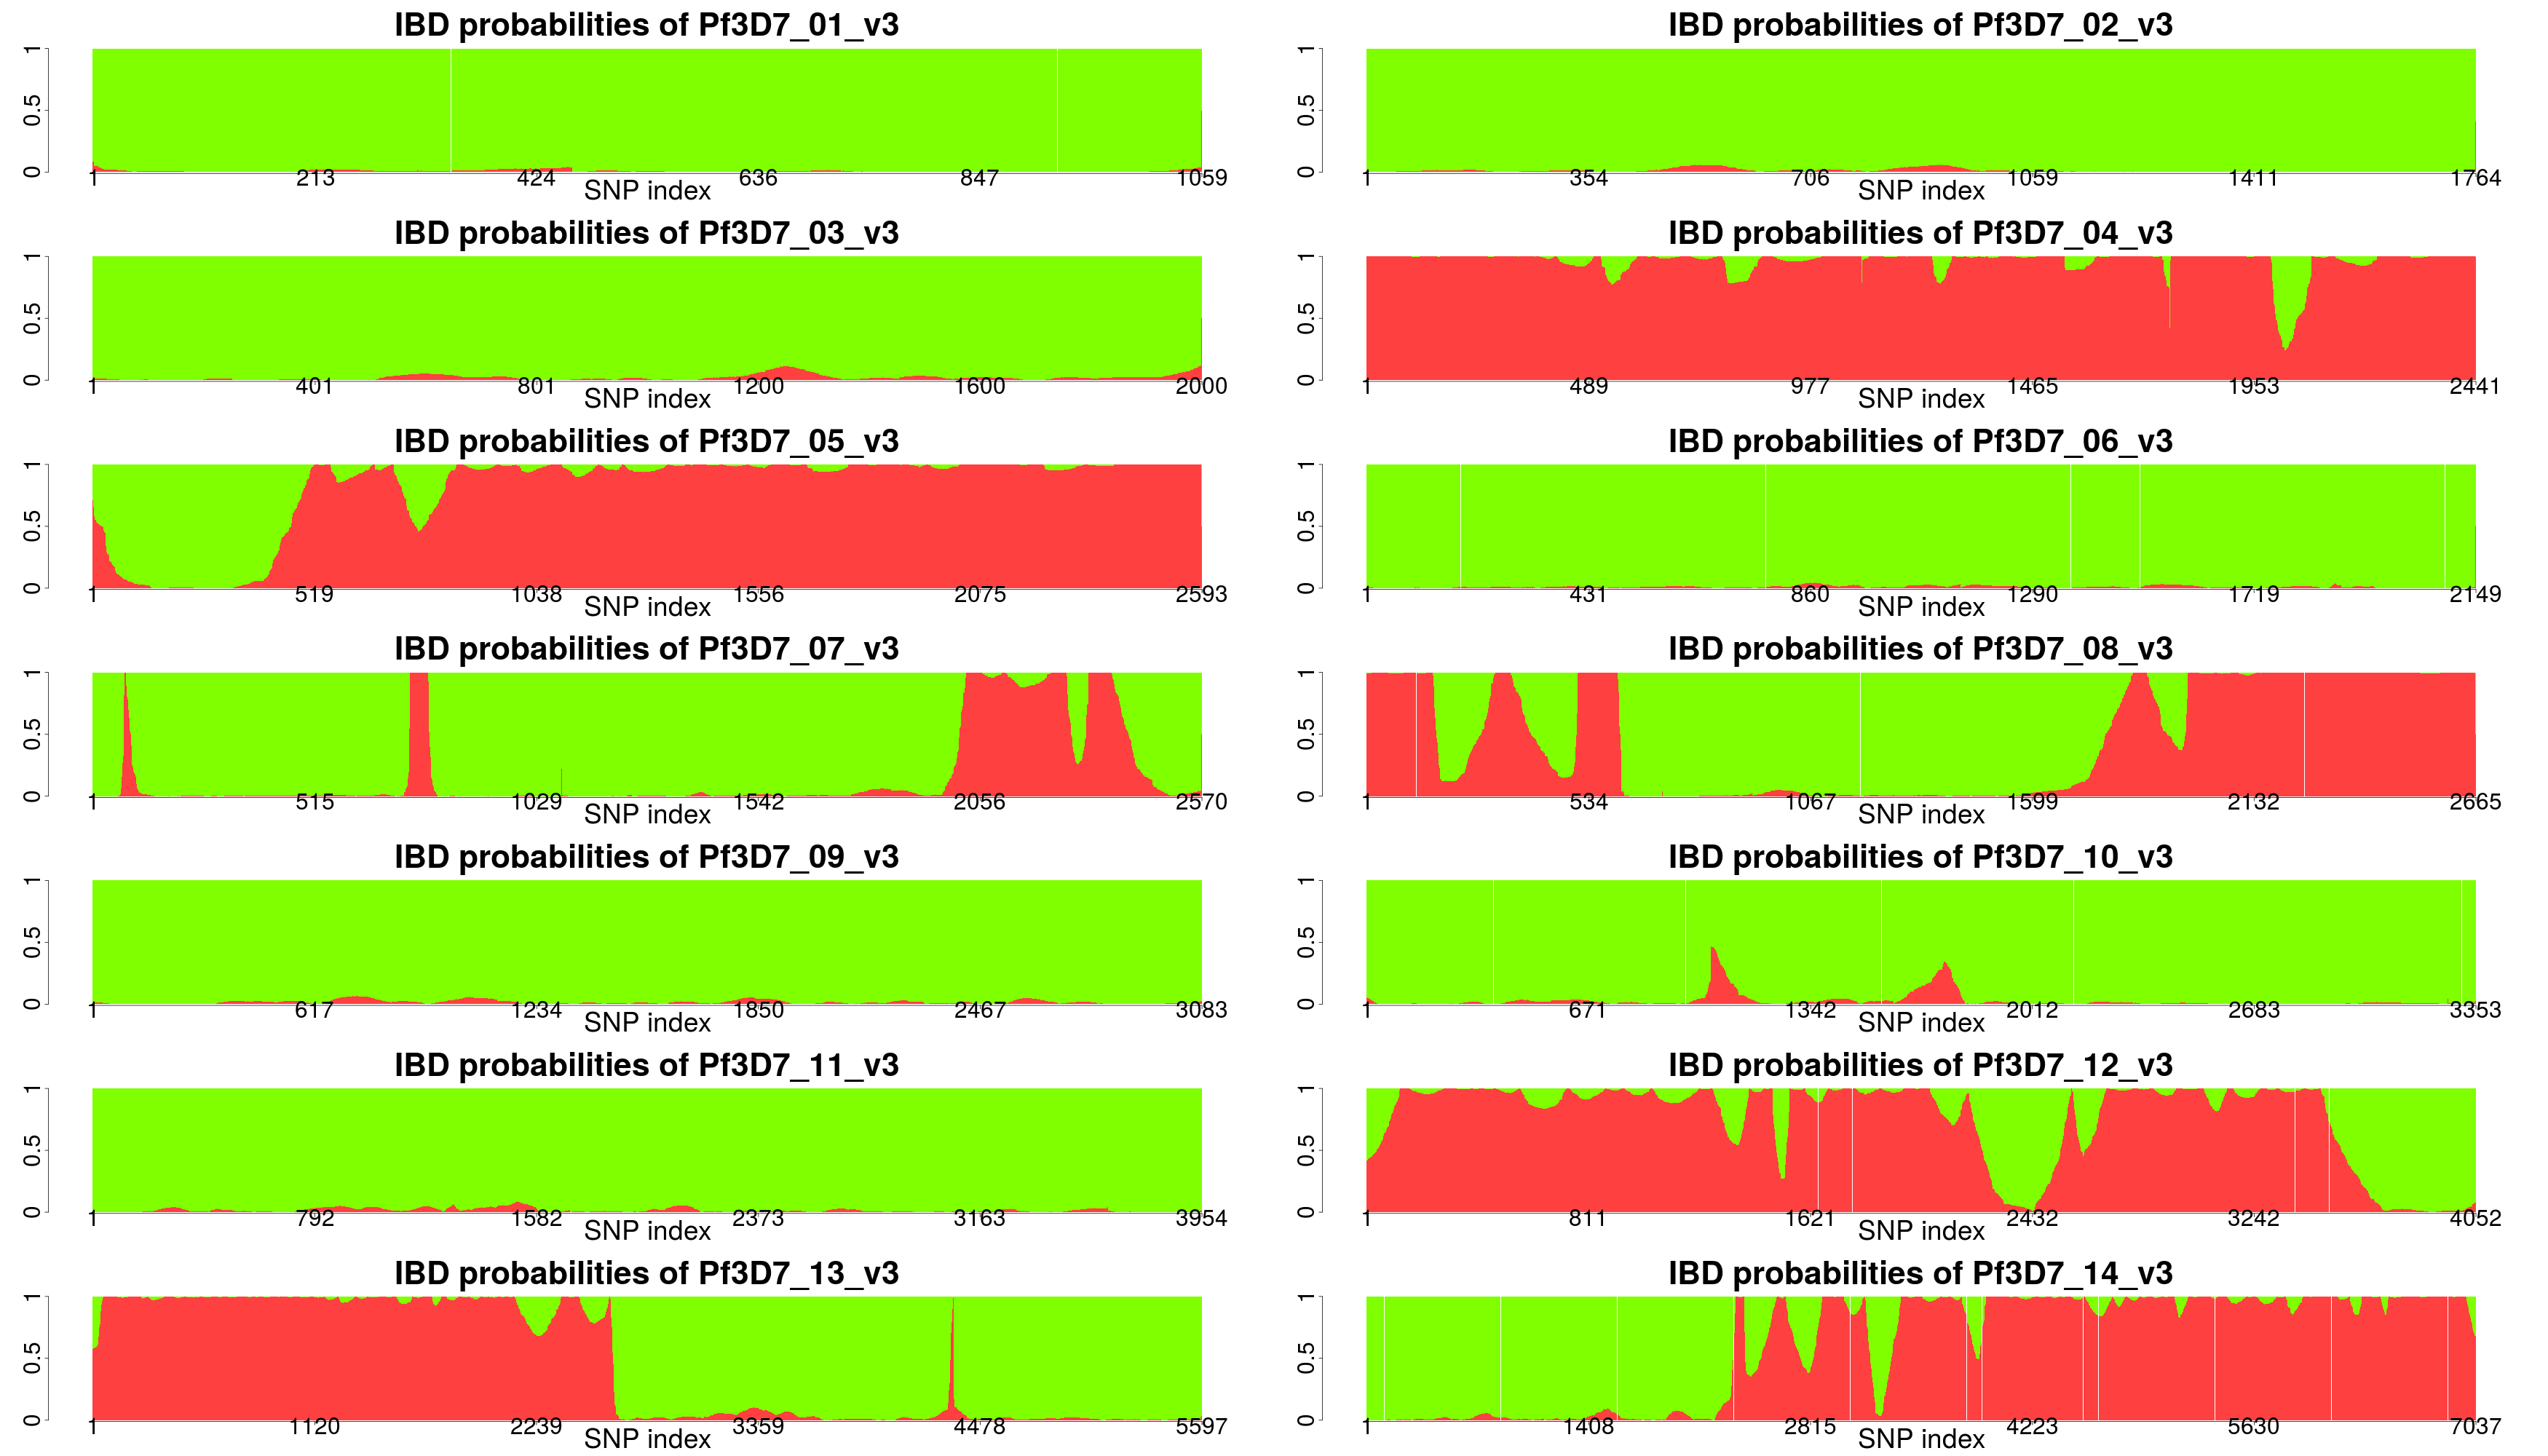 IBD probabilities of Pf3D7_01_v3
0 0.5 1
1 213 424 636 847 1059
SNP index
IBD probabilities of Pf3D7_02_v3
0 0.5 1
1 354 706 1059 1411 1764
SNP index
IBD probabilities of Pf3D7_03_v3
0 0.5 1
1 401 801 1200 1600 2000
SNP index
IBD probabilities of Pf3D7_04_v3
0 0.5 1
1 489 977 1465 1953 2441
SNP index
IBD probabilities of Pf3D7_05_v3
0 0.5 1
1 519 1038 1556 2075 2593
SNP index
IBD probabilities of Pf3D7_06_v3
0 0.5 1
1 431 860 1290 1719 2149
SNP index
IBD probabilities of Pf3D7_07_v3
0 0.5 1
1 515 1029 1542 2056 2570
SNP index
IBD probabilities of Pf3D7_08_v3
0 0.5 1
1 534 1067 1599 2132 2665
SNP index
IBD probabilities of Pf3D7_09_v3
0 0.5 1
1 617 1234 1850 2467 3083
SNP index
IBD probabilities of Pf3D7_10_v3
0 0.5 1
1 671 1342 2012 2683 3353
SNP index
IBD probabilities of Pf3D7_11_v3
0 0.5 1
1 792 1582 2373 3163 3954
SNP index
IBD probabilities of Pf3D7_12_v3
0 0.5 1
1 811 1621 2432 3242 4052
SNP index
IBD probabilities of Pf3D7_13_v3
0 0.5 1
1 1120 2239 3359 4478 5597
SNP index
IBD probabilities of Pf3D7_14_v3
0 0.5 1
1 1408 2815 4223 5630 7037
SNP index